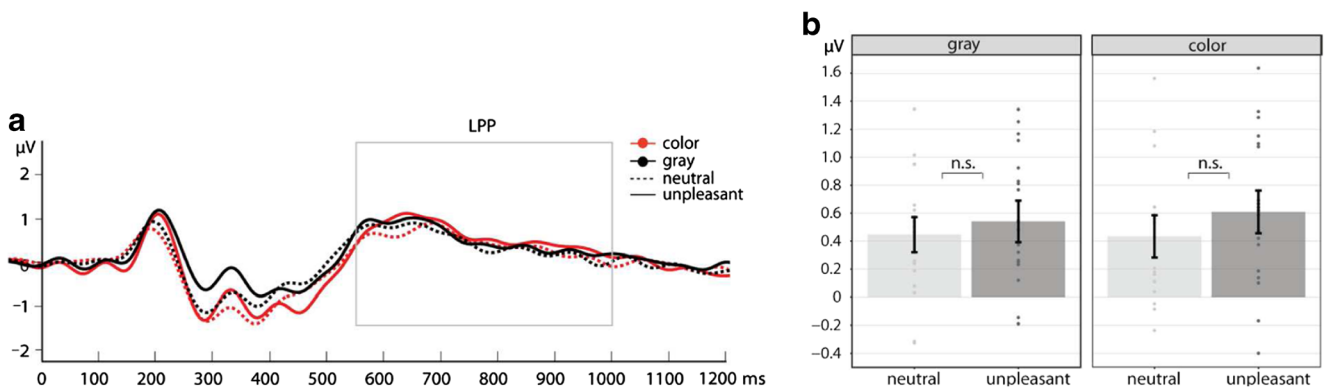 a
μV
2
1
0
−1
−2
0 100 200 300 400 500 600 700 800 900 1000 1100 1200 ms
LPP
color
gray
neutral
unpleasant
b
μV
gray
color
1.6
1.4
1.2
1.0
0.8
0.6
0.4
0.2
0
−0.2
−0.4
n.s.
n.s.
neutral
unpleasant
neutral
unpleasant